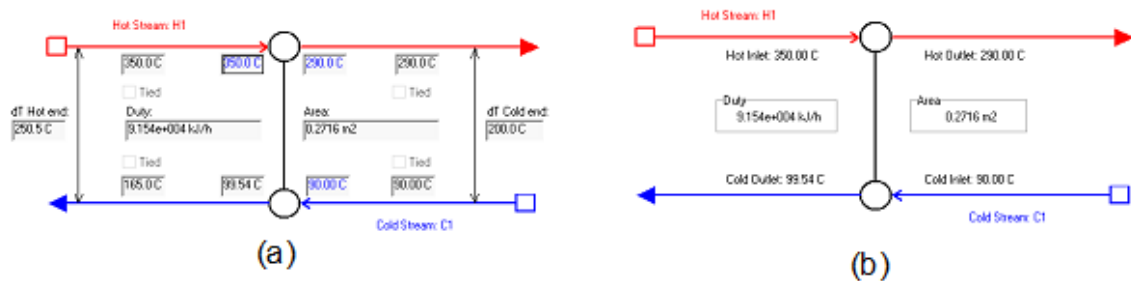 Hot Stream: H1
350.0 C 350.0 C 290.0 C 290.0 C
Tied Tied
dT Hot end: Duty: Area: dT Cold end:
250.5 C 9.154e+004 kJ/h 0.2716 m2 200.0 C
Tied Tied
165.0 C 99.54 C 90.00 C 90.00 C
Cold Stream: C1
(a)
Hot Stream: H1
Hot Inlet: 350.00 C Hot Outlet: 290.00 C
Duty Area
9.154e+004 kJ/h 0.2716 m2
Cold Outlet: 99.54 C Cold Inlet: 90.00 C
Cold Stream: C1
(b)